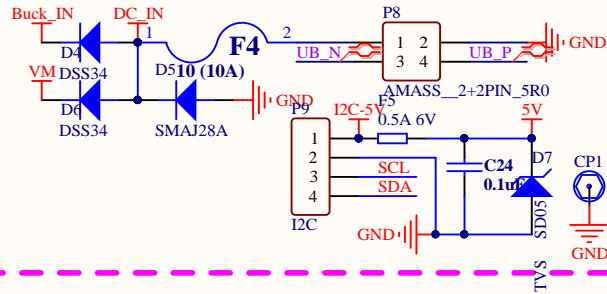 Buck_IN
DC_IN
P8
1
F4
2
1
2
GND
D4
UB_N
UB_P
DSS34
3
4
VM
D5
10 (10A)
AMASS__2+2PIN_5R0
GND
D6
DSS34
SMAJ28A
P9
I2C-5V
F5
0.5A 6V
5V
1
2
3
SCL
4
SDA
C24
0.1uF
D7
CP1
I2C
GND
SD05
GND
TVS